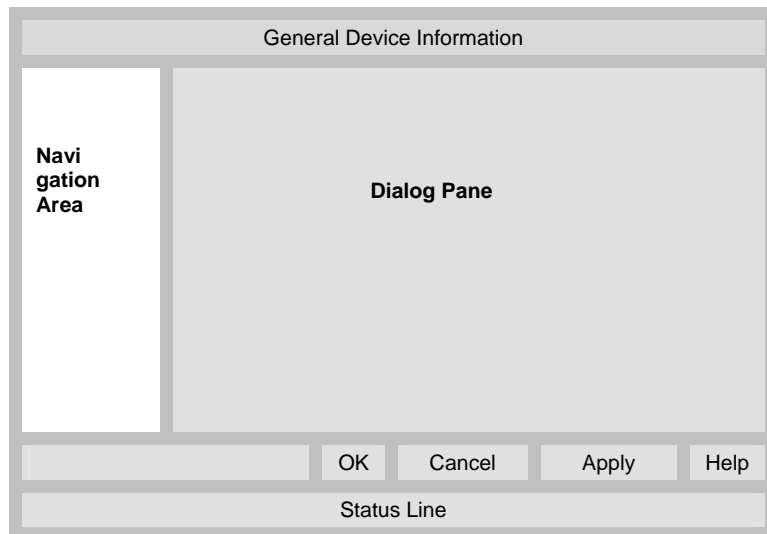 General Device Information
Navi
gation
Area
Dialog Pane
OK Cancel Apply Help
Status Line